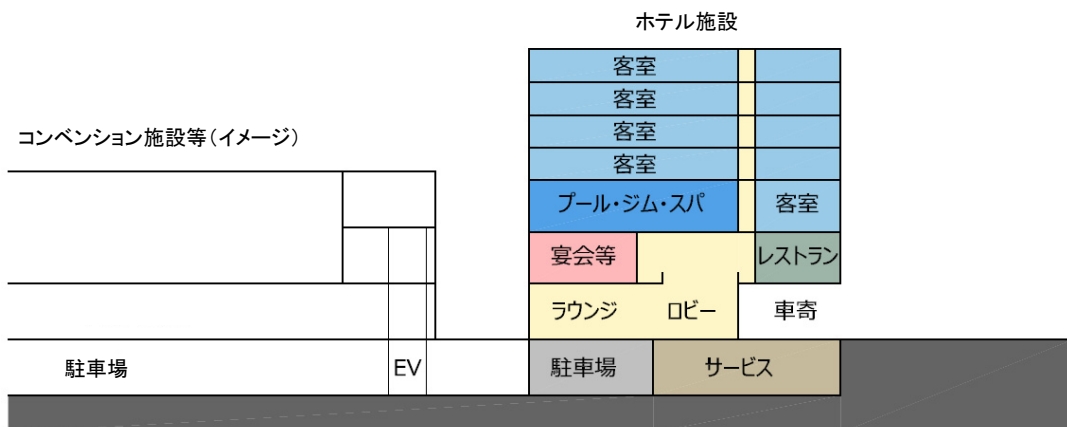 ホテル施設
客室
客室
客室
コンベンション施設等(イメージ)
客室
プール・ジム・スパ 客室
宴会等 レストラン
ラウンジ ロビー 車寄
駐車場 EV 駐車場 サービス